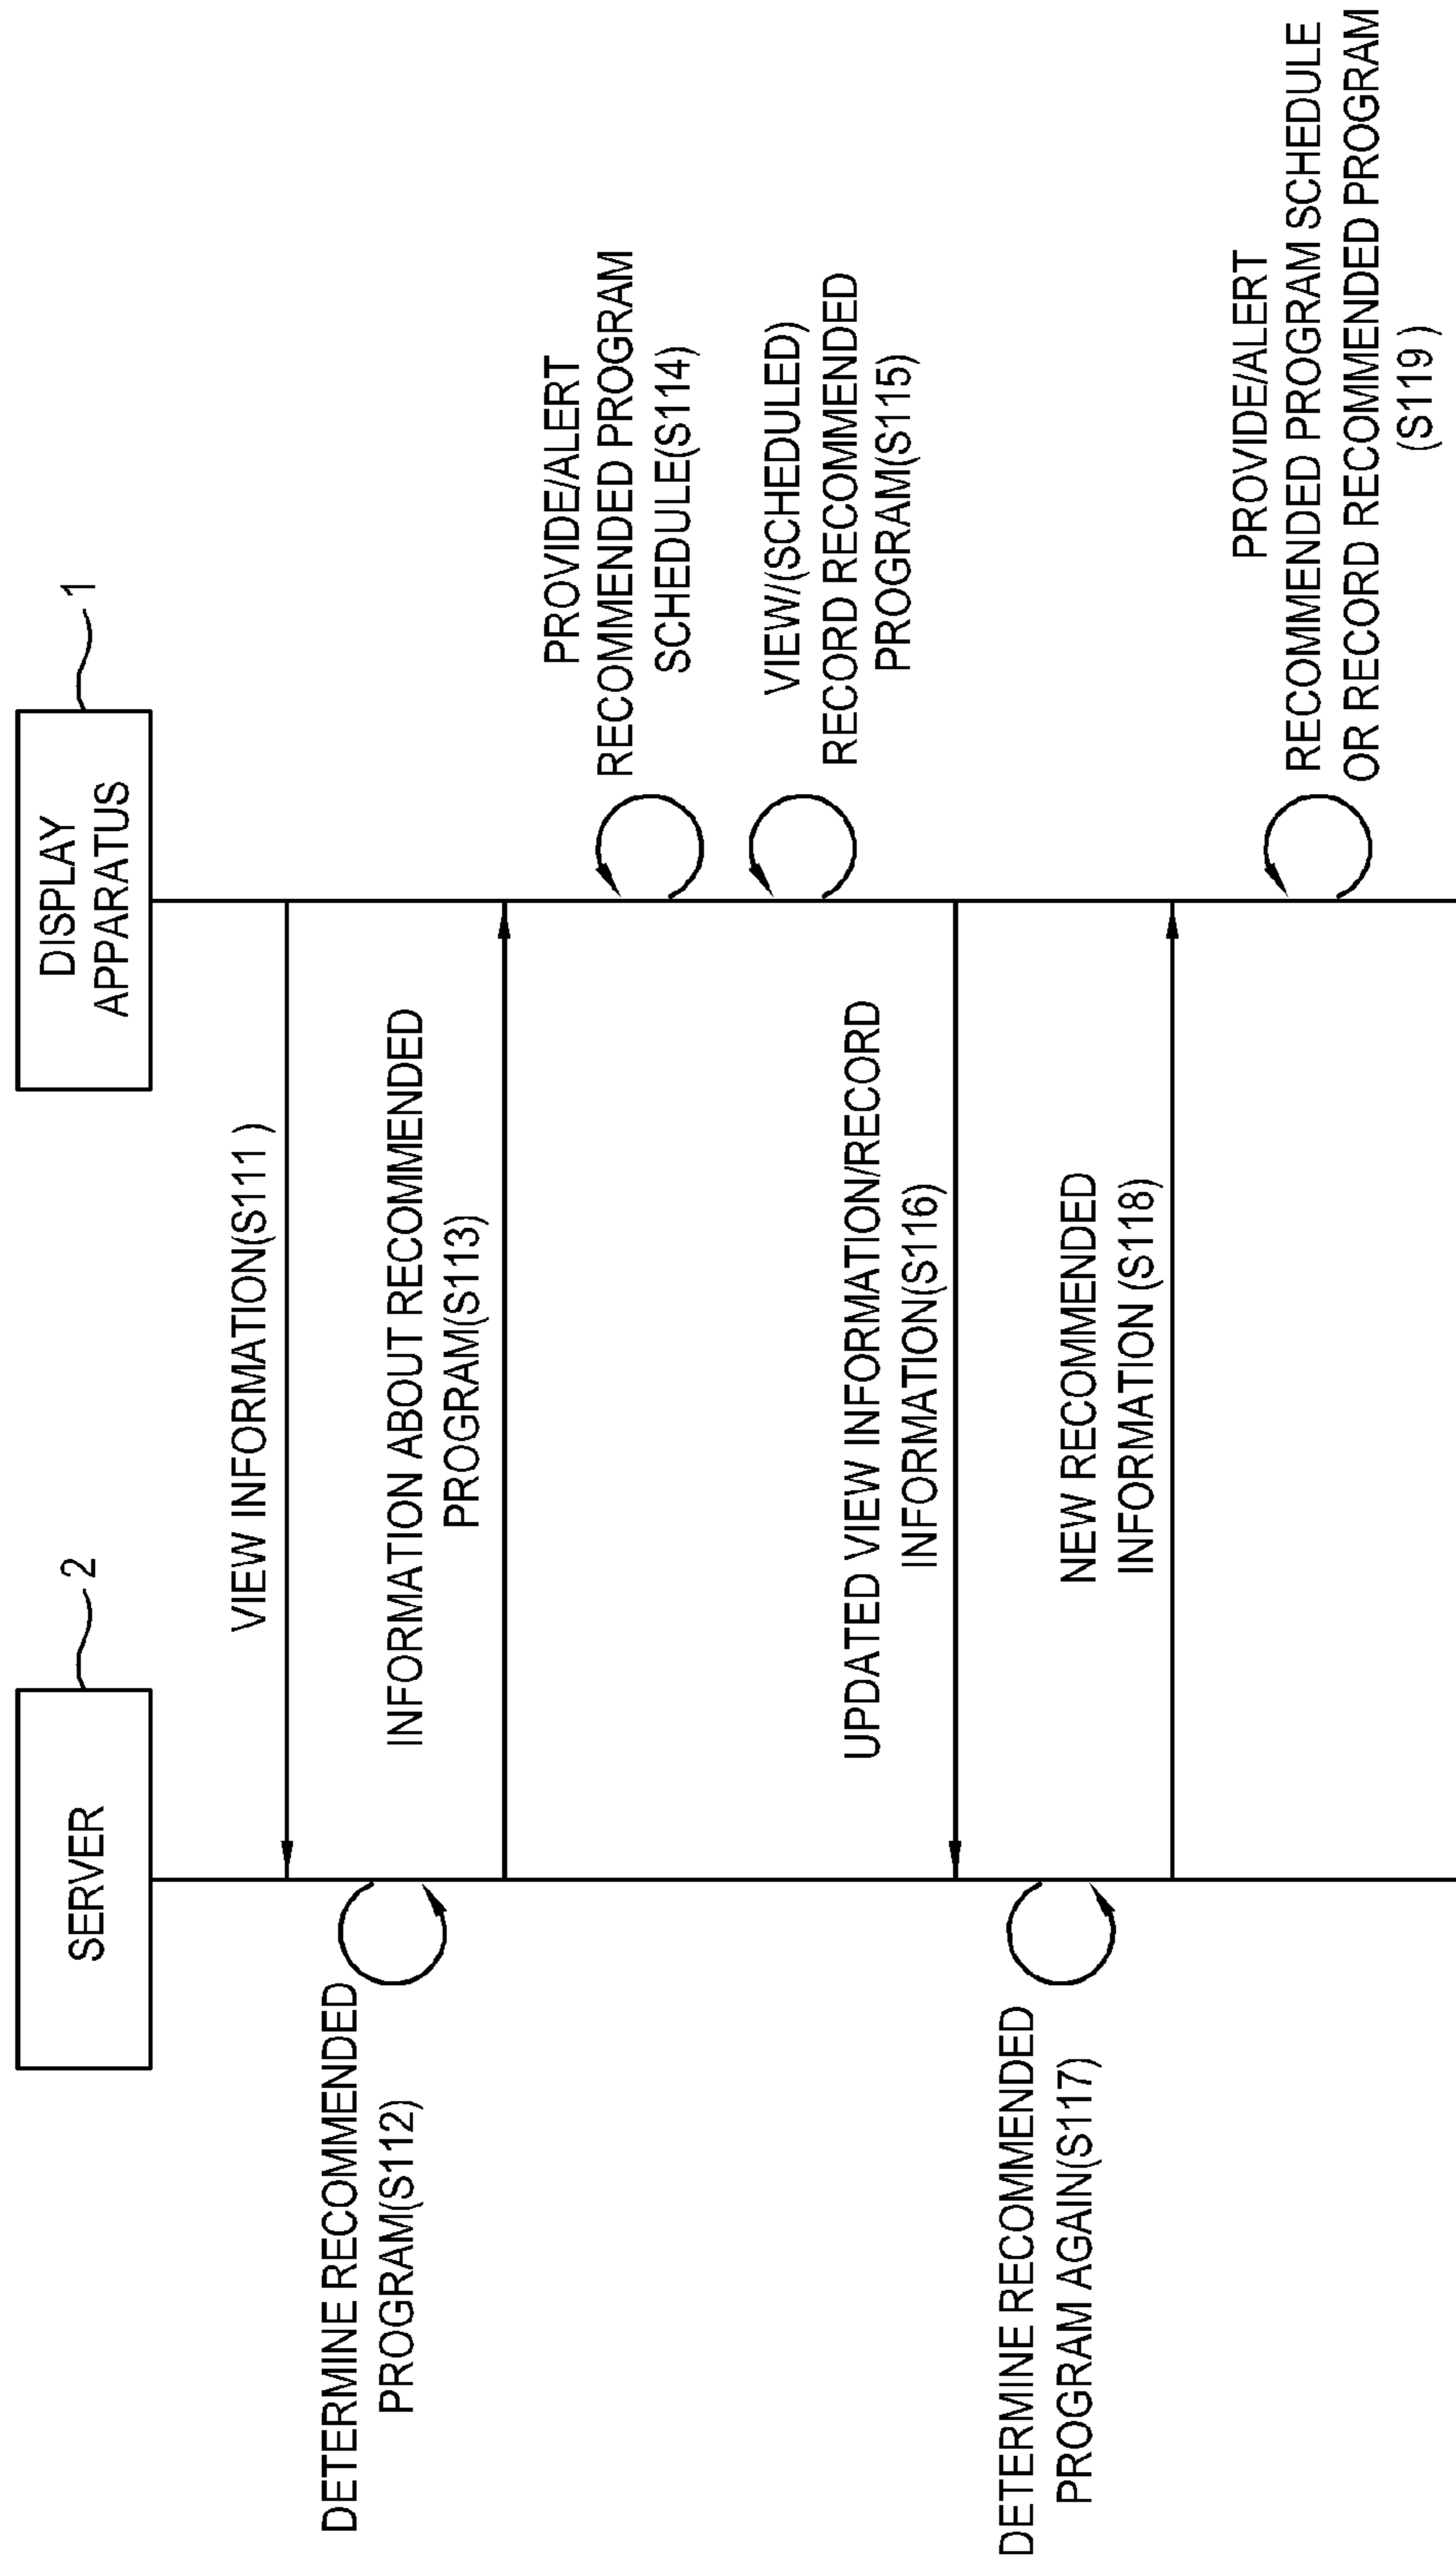 SERVER
2
DISPLAY
APPARATUS
1
VIEW INFORMATION(S111 )
DETERMINE RECOMMENDED
PROGRAM(S112)
INFORMATION ABOUT RECOMMENDED
PROGRAM(S113)
PROVIDE/ALERT
RECOMMENDED PROGRAM
SCHEDULE(S114)
VIEW/(SCHEDULED)
RECORD RECOMMENDED
PROGRAM(S115)
UPDATED VIEW INFORMATION/RECORD
INFORMATION(S116)
DETERMINE RECOMMENDED
PROGRAM AGAIN(S117)
NEW RECOMMENDED
INFORMATION (S118)
PROVIDE/ALERT
RECOMMENDED PROGRAM SCHEDULE
OR RECORD RECOMMENDED PROGRAM
(S119 )